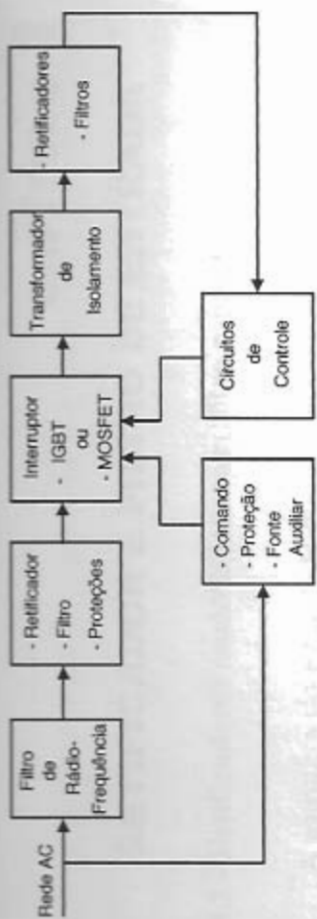 Rede AC
Filtro
de
Rádio-
Frequência
- Retificador
- Filtro
- Proteções
Interruptor
- IGBT
ou
- MOSFET
Transformador
de
Isolamento
- Retificadores
- Filtros
- Comando
- Proteção
- Fonte
Auxiliar
Circuitos
de
Controle